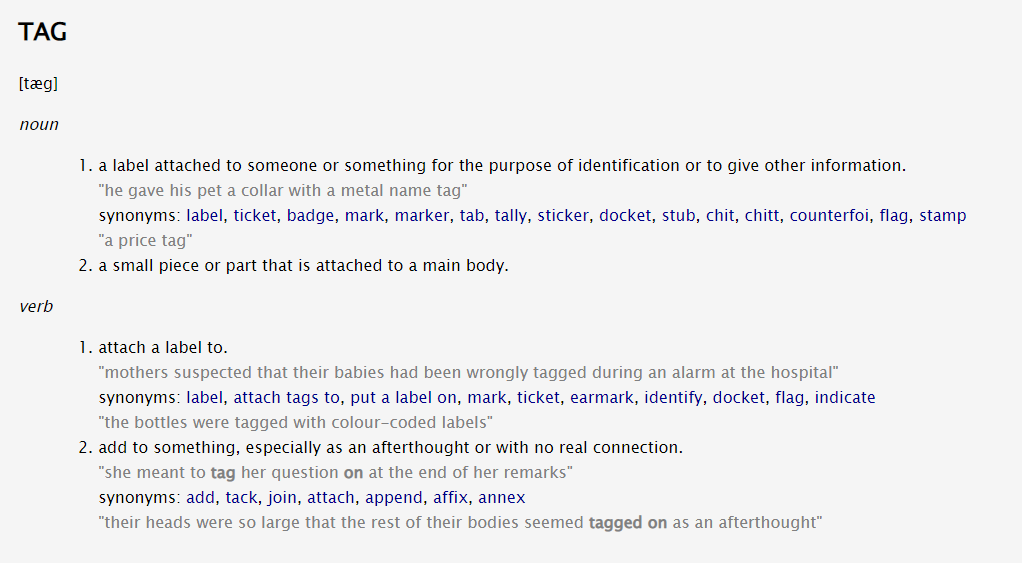 TAG
[tæg]
noun
1. a label attached to someone or something for the purpose of identification or to give other information.
"he gave his pet a collar with a metal name tag"
synonyms: label, ticket, badge, mark, marker, tab, tally, sticker, docket, stub, chit, chitt, counterfoi, flag, stamp
"a price tag"
2. a small piece or part that is attached to a main body.
verb
1. attach a label to.
"mothers suspected that their babies had been wrongly tagged during an alarm at the hospital"
synonyms: label, attach tags to, put a label on, mark, ticket, earmark, identify, docket, flag, indicate
"the bottles were tagged with colour-coded labels"
2. add to something, especially as an afterthought or with no real connection.
"she meant to tag her question on at the end of her remarks"
synonyms: add, tack, join, attach, append, affix, annex
"their heads were so large that the rest of their bodies seemed tagged on as an afterthought"